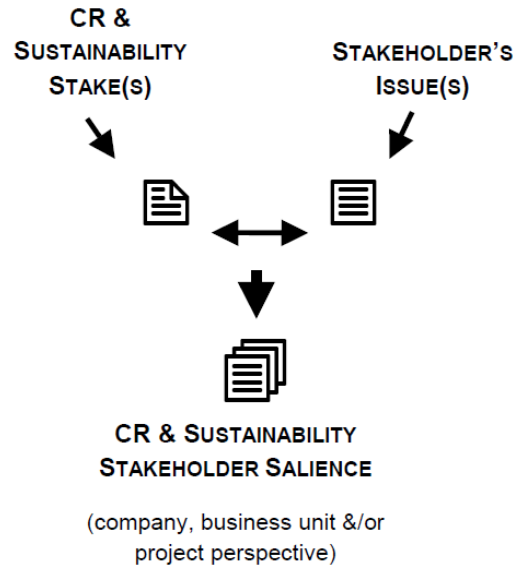 CR &
SUSTAINABILITY
STAKE(S)
STAKEHOLDER'S
ISSUE(S)
CR & SUSTAINABILITY
STAKEHOLDER SALIENCE
(company, business unit &/or
project perspective)